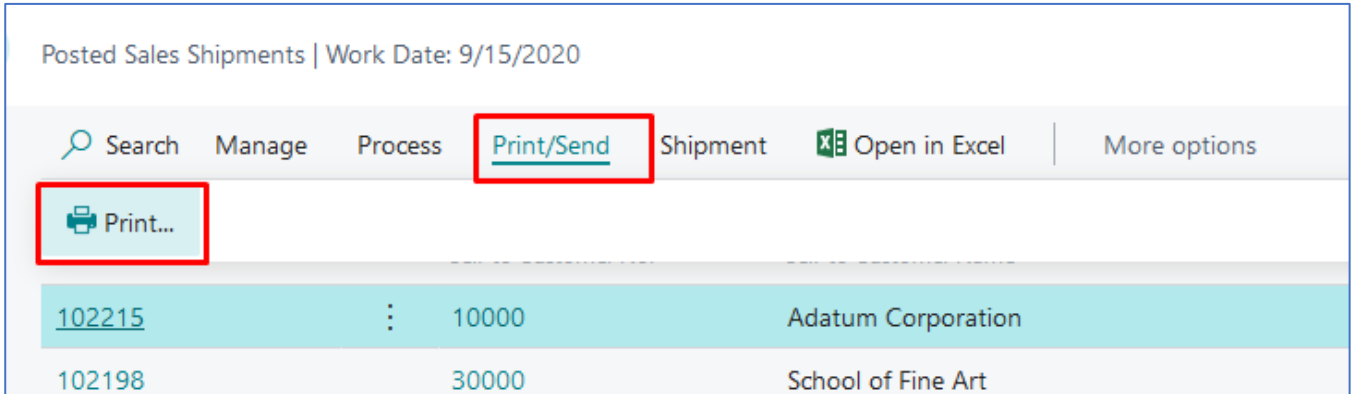 Posted Sales Shipments | Work Date: 9/15/2020
Search Manage Process Print/Send Shipment Open in Excel More options
Print...
102215 10000 Adatum Corporation
102198 30000 School of Fine Art